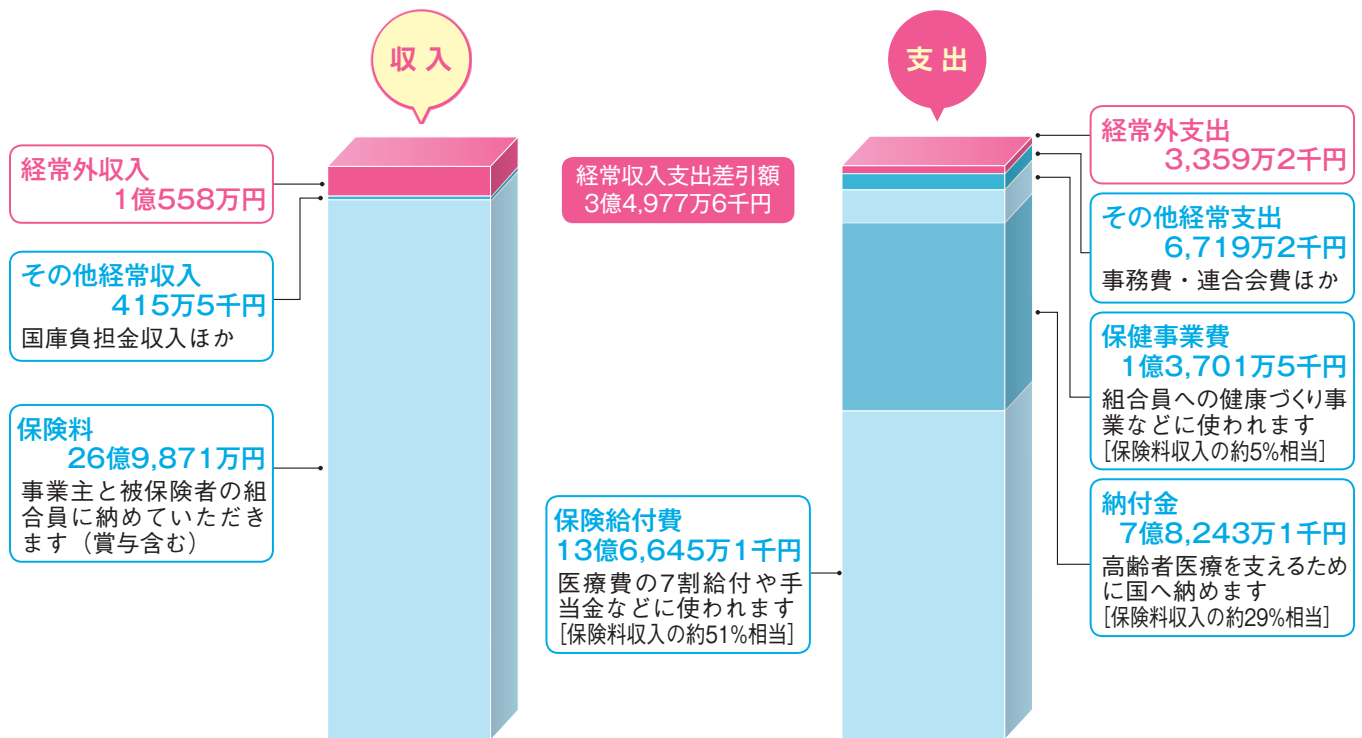 収入
経常外収入
1億558万円
その他経常収入
415万5千円
国庫負担金収入ほか
保険料
26億9,871万円
事業主と被保険者の組
合員に納めていただき
ます（賞与含む）
経常収入支出差引額
3億4,977万6千円
支出
経常外支出
3,359万2千円
その他経常支出
6,719万2千円
事務費・連合会費ほか
保健事業費
1億3,701万5千円
組合員への健康づくり事
業などに使われます
［保険料収入の約5%相当］
納付金
7億8,243万1千円
高齢者医療を支えるため
に国へ納めます
［保険料収入の約29%相当］
保険給付費
13億6,645万1千円
医療費の7割給付や手
当金などに使われます
［保険料収入の約51%相当］